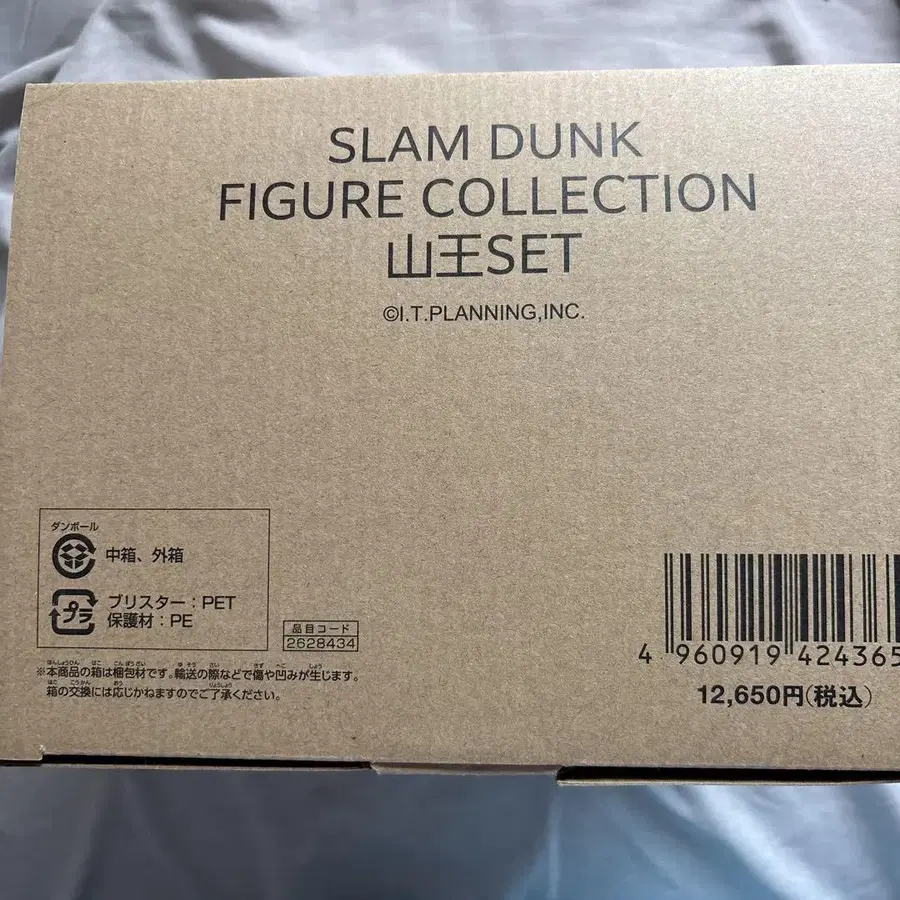 SLAM DUNK
FIGURE COLLECTION
山王SET
©I.T.PLANNING,INC.
ダンボール
中箱、外箱
プラ
ブリスター：PET
保護材：PE
品目コード
2628434
※本商品の箱は梱包材です。輸送の際などで傷や凹みが生じます。
箱の交換には応じかねますのでご了承ください。
4 960919 424365
12,650円(税込)